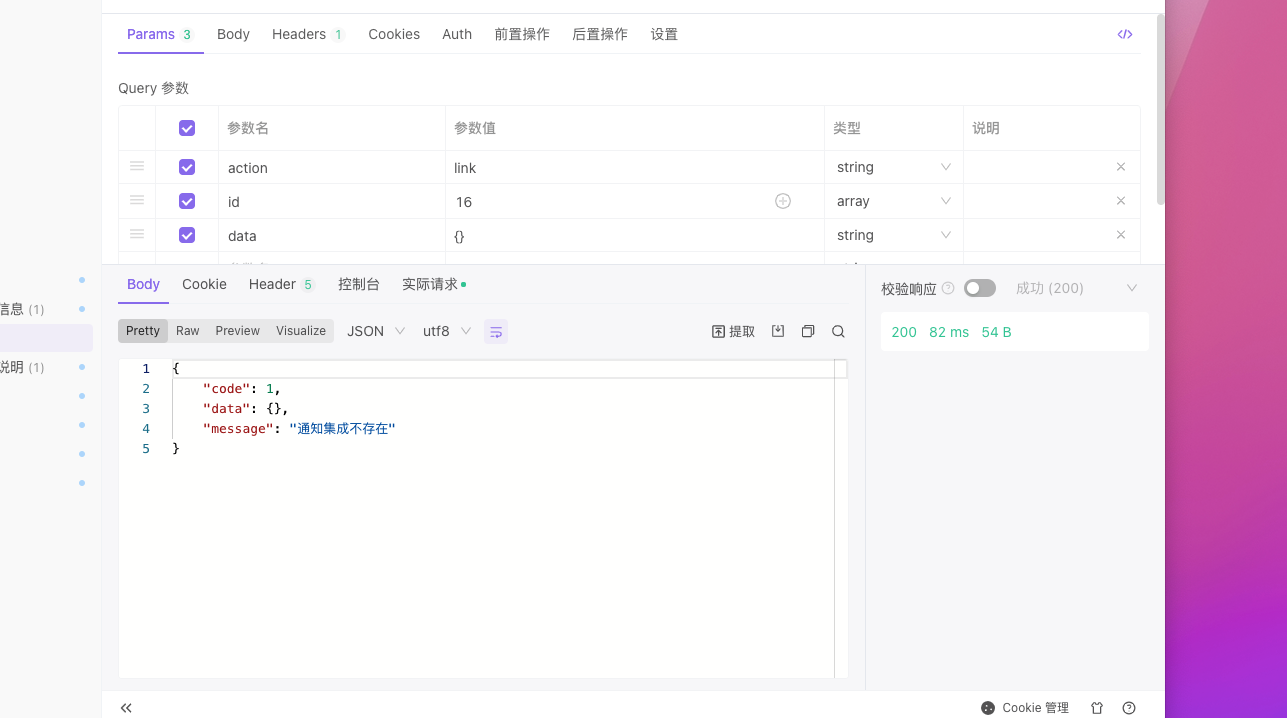 Params 3 Body Headers 1 Cookies Auth 前置操作 后置操作 设置 </>
Query 参数
参数名 参数值 类型 说明
action link string
id 16 array
data {} string
Body Cookie Header 5 控制台 实际请求
校验响应 成功 (200)
信息 (1)
Pretty Raw Preview Visualize JSON utf8 提取
200 82 ms 54 B
说明 (1)
1 {
2 "code": 1,
3 "data": {},
4 "message": "通知集成不存在"
5 }
Cookie 管理